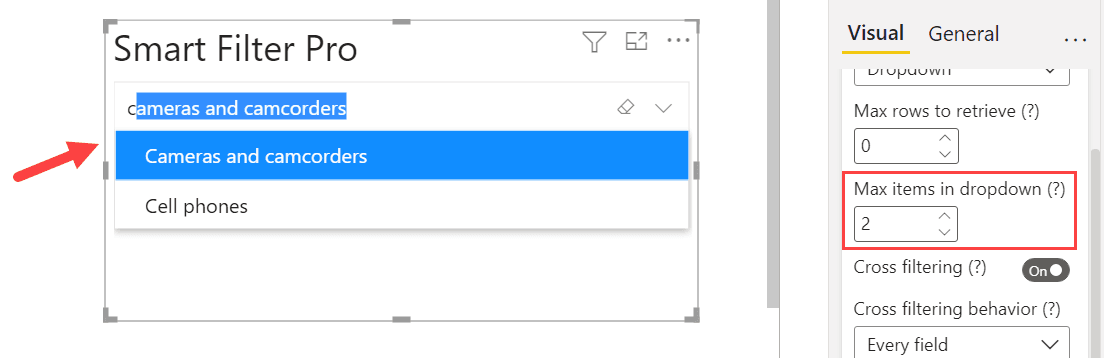 Smart Filter Pro
cameras and camcorders
Cameras and camcorders
Cell phones
Visual General
Dropdown
Max rows to retrieve (?)
0
Max items in dropdown (?)
2
Cross filtering (?) On
Cross filtering behavior (?)
Every field